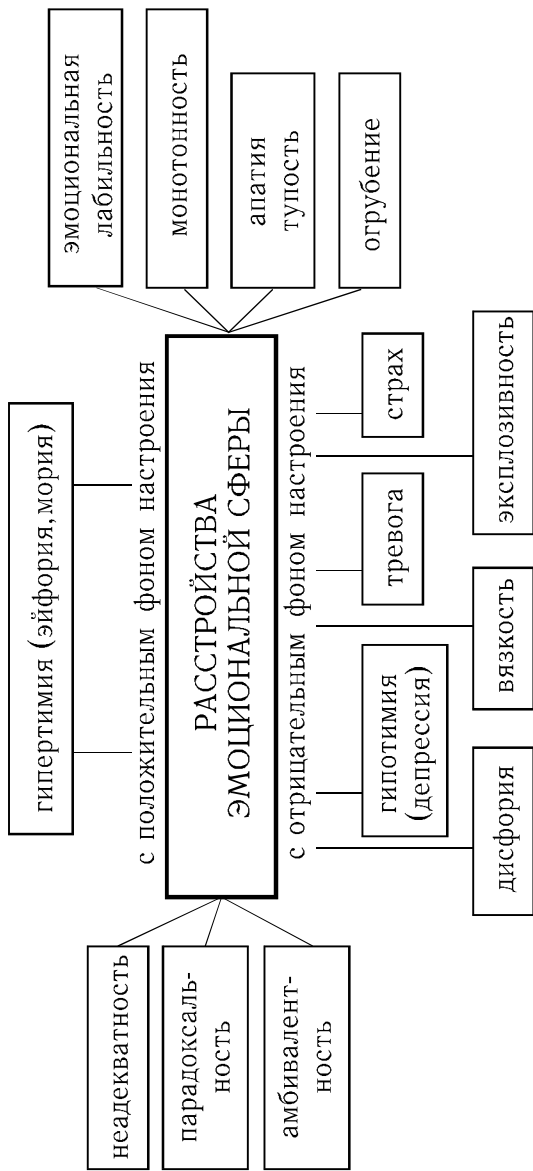 гипертимия (эйфория, мория)
с положительным фоном настроения
РАССТРОЙСТВА
ЭМОЦИОНАЛЬНОЙ СФЕРЫ
с отрицательным фоном настроения
неадекватность
парадоксаль-
ность
амбивалент-
ность
эмоциональная
лабильность
монотонность
апатия
тупость
огрубение
гипотимия
(депрессия)
тревога
страх
дисфория
вязкость
эксплозивность